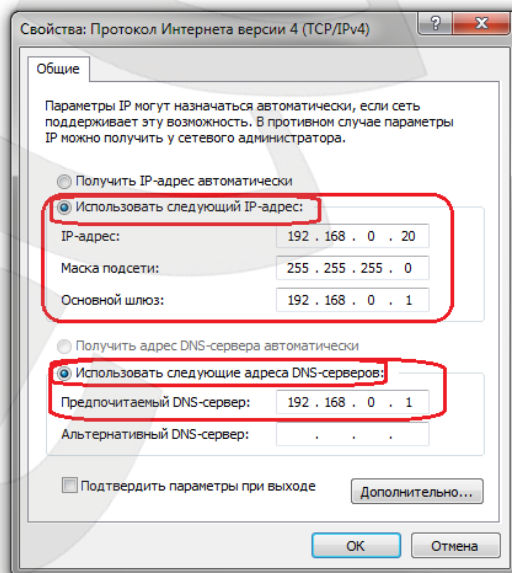 Свойства: Протокол Интернета версии 4 (TCP/IPv4)
Общие
Параметры IP могут назначаться автоматически, если сеть
поддерживает эту возможность. В противном случае параметры
IP можно получить у сетевого администратора.
Получить IP-адрес автоматически
Использовать следующий IP-адрес:
IP-адрес: 192 . 168 . 0 . 20
Маска подсети: 255 . 255 . 255 . 0
Основной шлюз: 192 . 168 . 0 . 1
Получить адрес DNS-сервера автоматически
Использовать следующие адреса DNS-серверов:
Предпочитаемый DNS-сервер: 192 . 168 . 0 . 1
Альтернативный DNS-сервер: . . .
Подтвердить параметры при выходе
Дополнительно...
ОК
Отмена